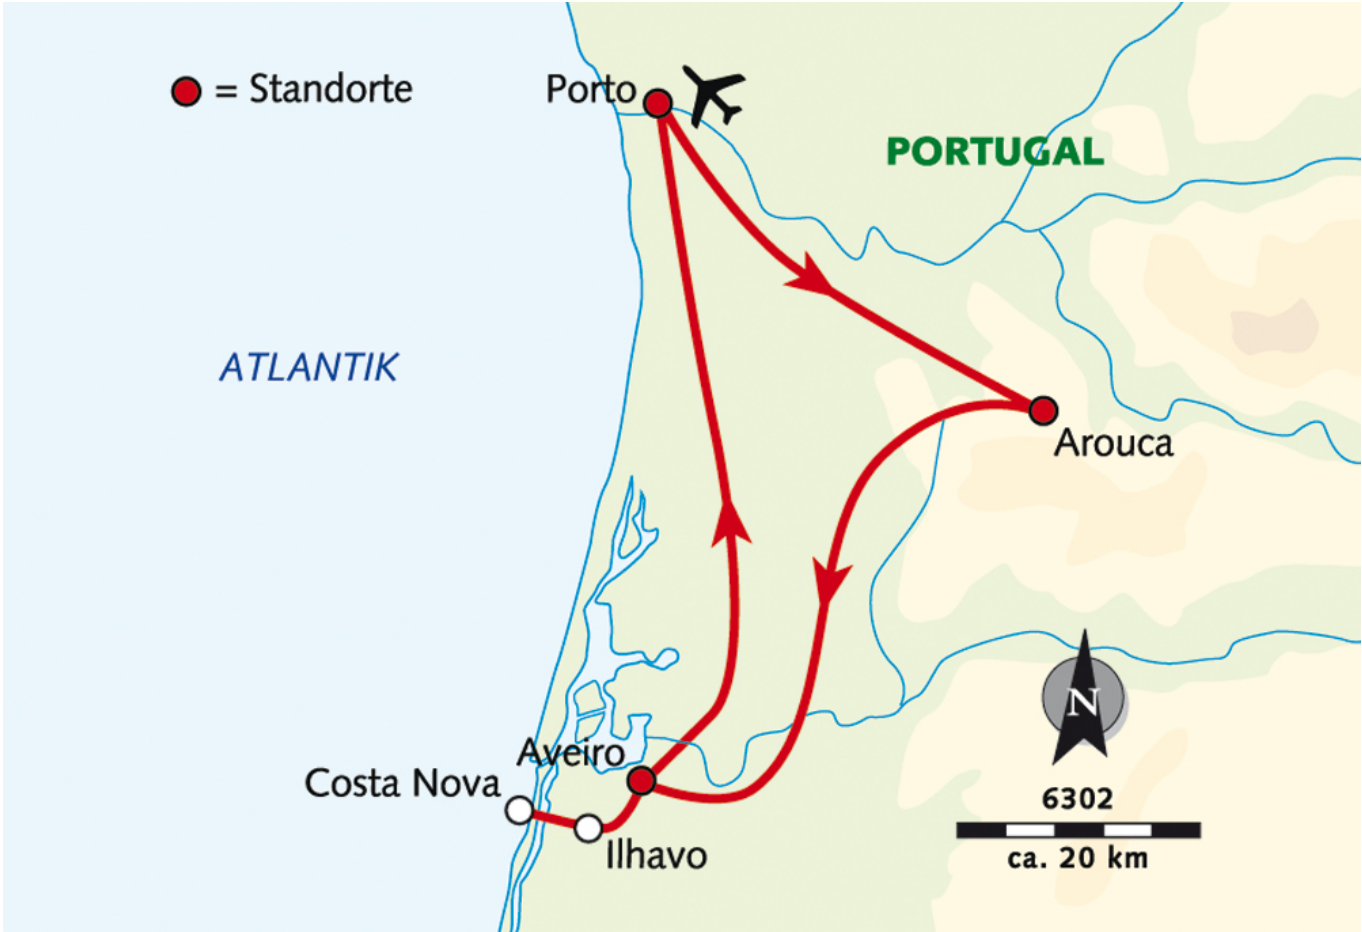 = Standorte
Porto
PORTUGAL
ATLANTIK
Arouca
N
Aveiro
Costa Nova
Ilhavo
6302
ca. 20 km